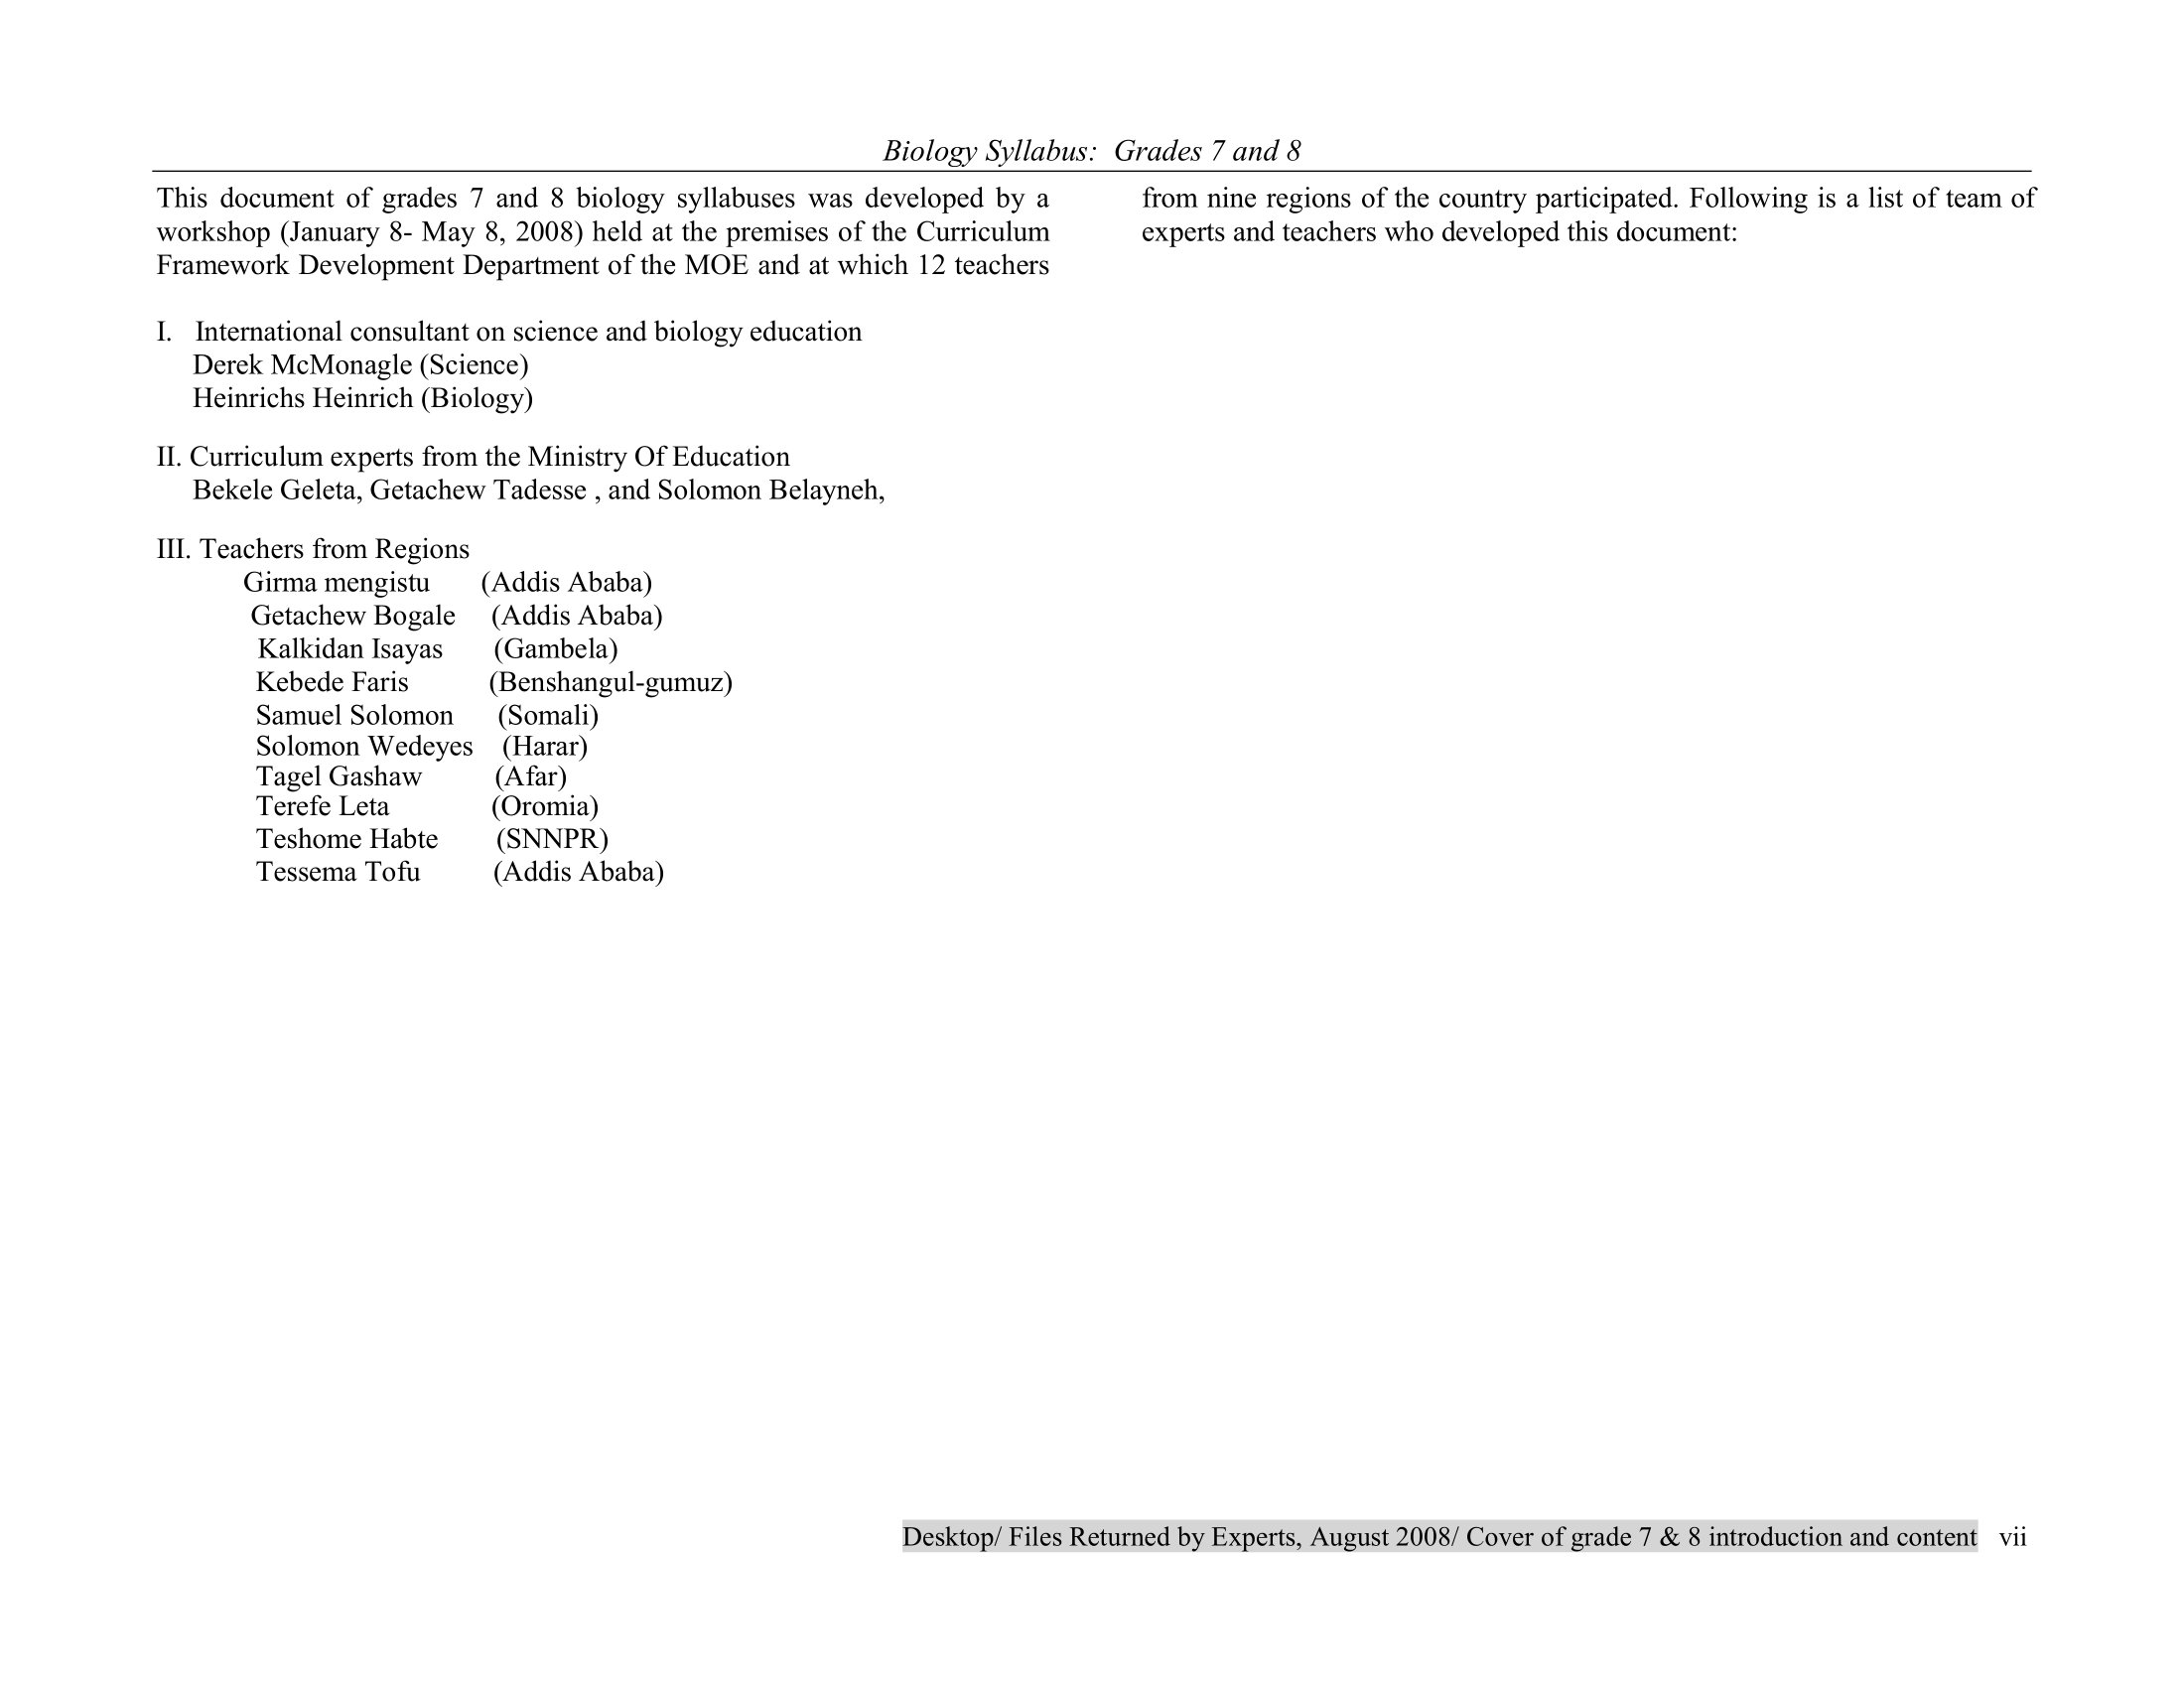 Biology Syllabus: Grades 7 and 8
This document of grades 7 and 8 biology syllabuses was developed by a
workshop (January 8- May 8, 2008) held at the premises of the Curriculum
Framework Development Department of the MOE and at which 12 teachers
from nine regions of the country participated. Following is a list of team of
experts and teachers who developed this document:
I. International consultant on science and biology education
Derek McMonagle (Science)
Heinrichs Heinrich (Biology)
II. Curriculum experts from the Ministry Of Education
Bekele Geleta, Getachew Tadesse , and Solomon Belayneh,
III. Teachers from Regions
Girma mengistu (Addis Ababa)
Getachew Bogale (Addis Ababa)
Kalkidan Isayas (Gambela)
Kebede Faris (Benshangul-gumuz)
Samuel Solomon (Somali)
Solomon Wedeyes (Harar)
Tagel Gashaw (Afar)
Terefe Leta (Oromia)
Teshome Habte (SNNPR)
Tessema Tofu (Addis Ababa)
Desktop/ Files Returned by Experts, August 2008/ Cover of grade 7 & 8 introduction and content vii